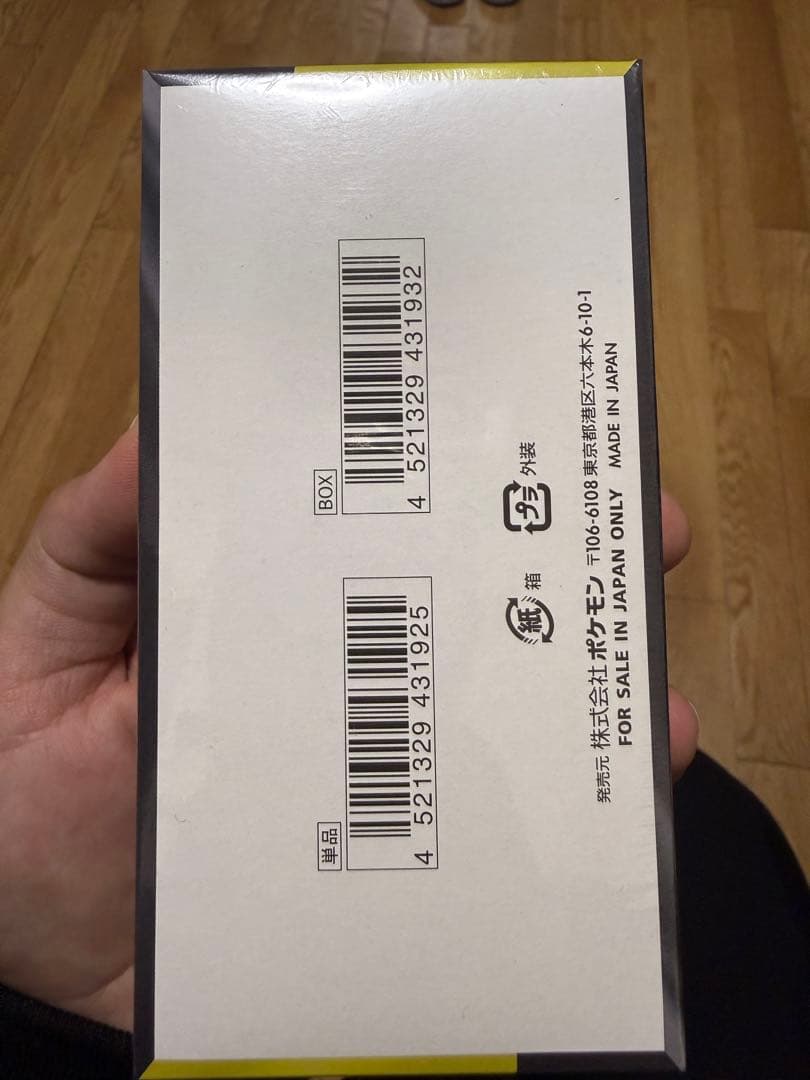 単品
4 521329 431925
BOX
4 521329 431932
紙 箱
プラ 外装
発売元 株式会社 ポケモン 〒106-6108 東京都港区六本木6-10-1
FOR SALE IN JAPAN ONLY MADE IN JAPAN